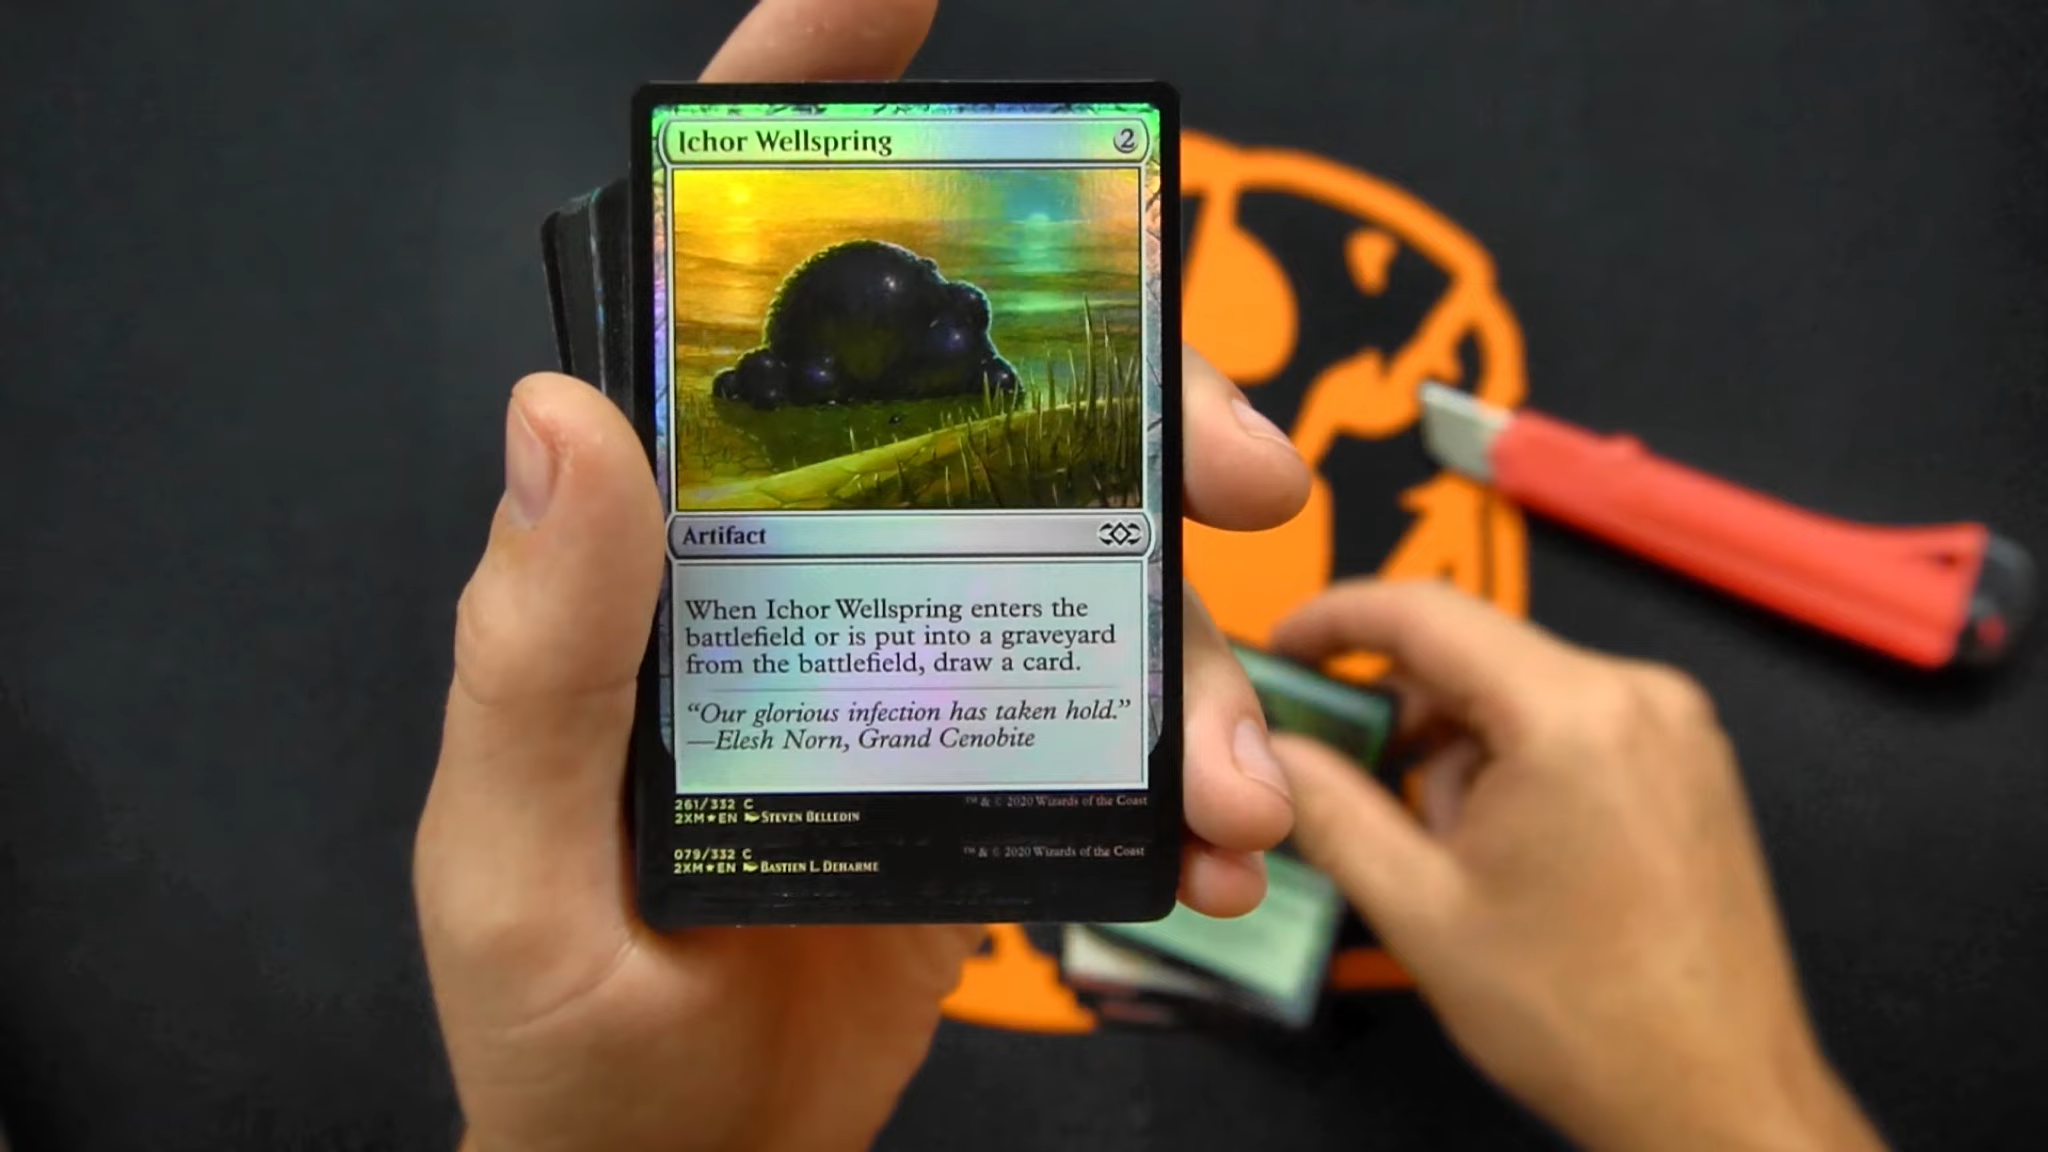 Ichor Wellspring 2
Artifact
When Ichor Wellspring enters the
battlefield or is put into a graveyard
from the battlefield, draw a card.
“Our glorious infection has taken hold.”
—Elesh Norn, Grand Cenobite
261/332 C
2XM★EN Steven Belledin
™ & © 2020 Wizards of the Coast
079/332 C
2XM★EN Bastien L. Deharme
™ & © 2020 Wizards of the Coast